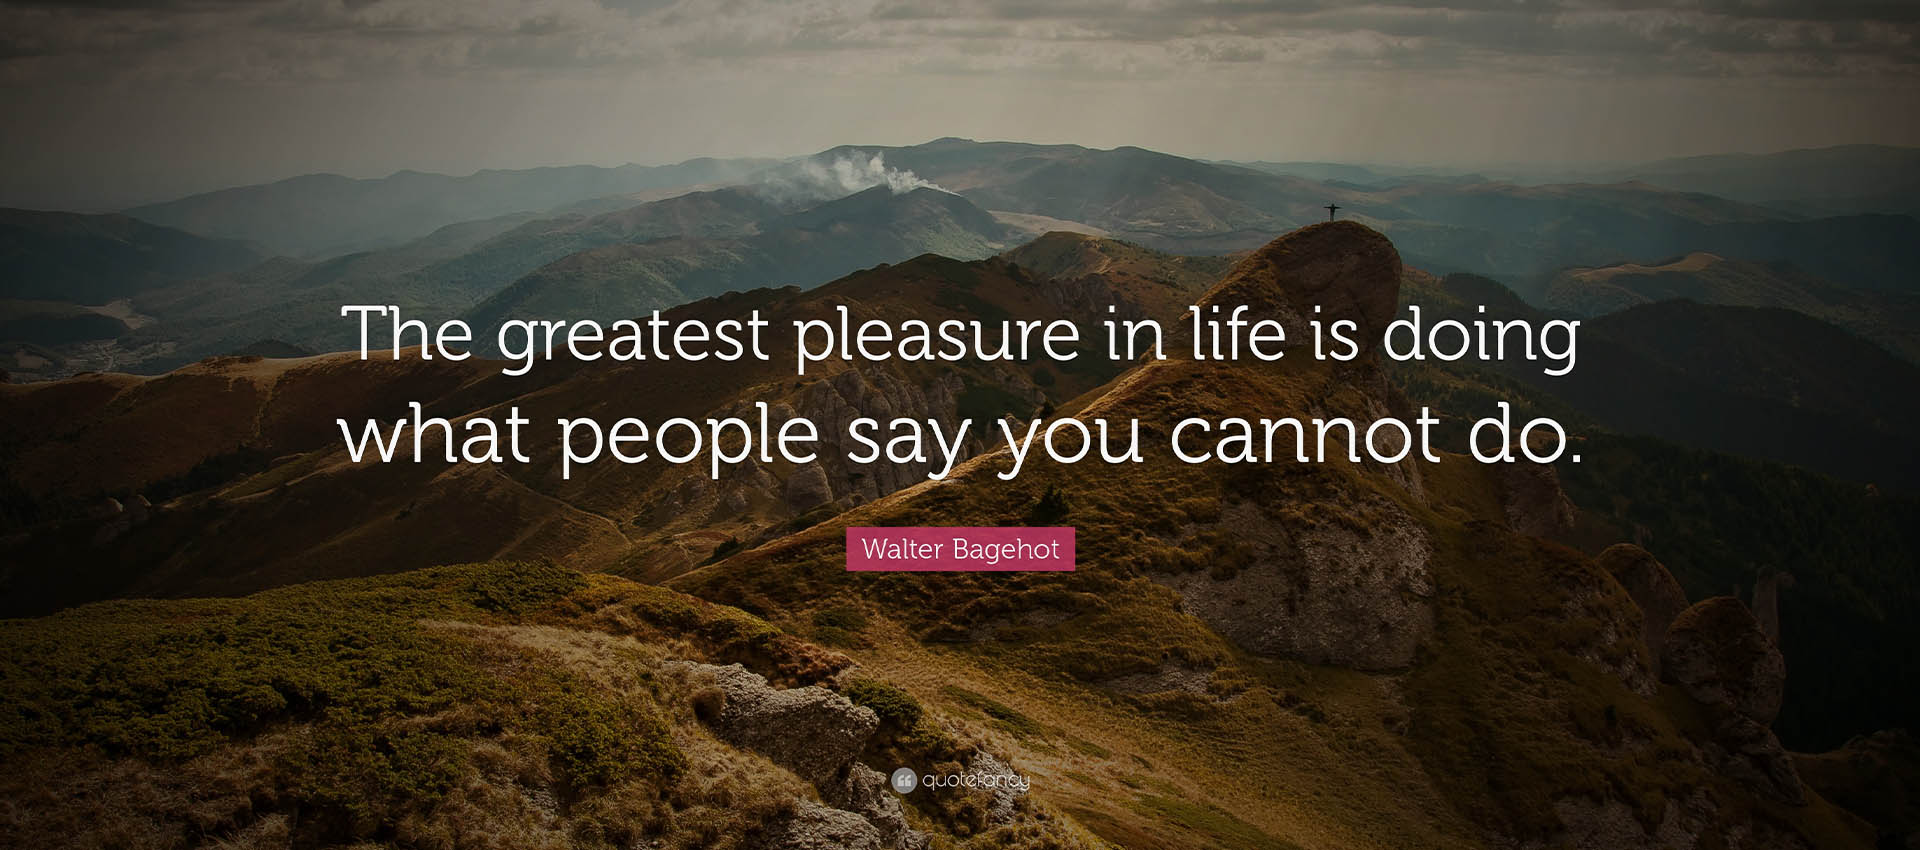 The greatest pleasure in life is doing
what people say you cannot do.
Walter Bagehot
quotefancy